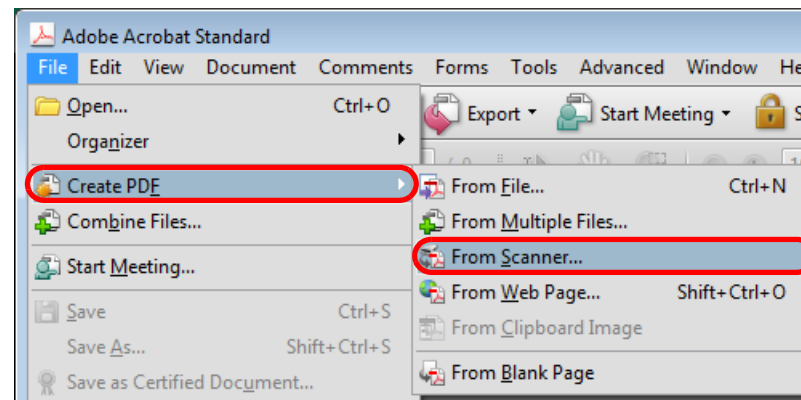 Adobe Acrobat Standard
File Edit View Document Comments Forms Tools Advanced Window He
Open... Ctrl+O
Export Start Meeting S
Organizer
Create PDF
From File... Ctrl+N
Combine Files...
From Multiple Files...
Start Meeting...
From Scanner...
Save Ctrl+S
From Web Page... Shift+Ctrl+O
Save As... Shift+Ctrl+S
From Clipboard Image
Save as Certified Document...
From Blank Page